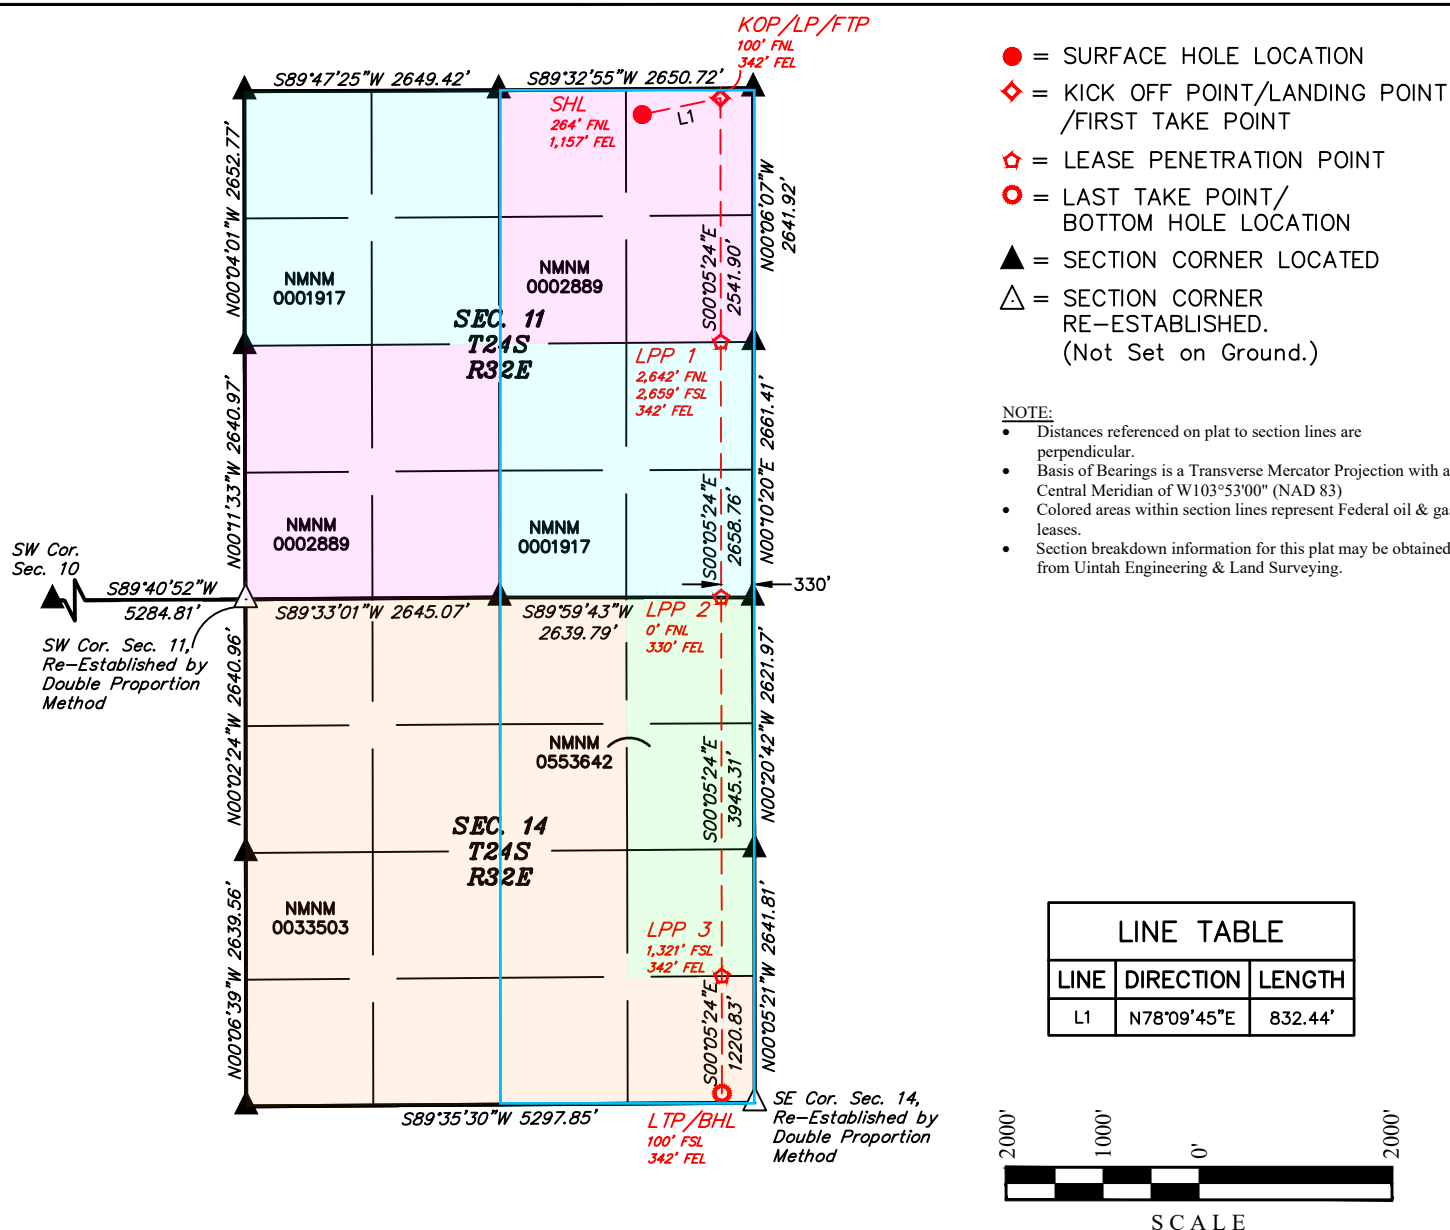 KOP/LP/FTP
100' FNL
342' FEL
S89°47'25"W 2649.42'
S89°32'55"W 2650.72'
SHL
264' FNL
1,157' FEL
L1
N00°04'01"W 2652.77'
N00°06'07"W
2641.92'
NMNM
0001917
NMNM
0002889
S00°05'24"E
2541.90'
SEC. 11
T24S
R32E
LPP 1
2,642' FNL
2,659' FSL
342' FEL
N00°11'33"W 2640.97'
N00°10'20"E 2661.41'
NMNM
0002889
NMNM
0001917
S00°05'24"E
2658.76'
SW Cor.
Sec. 10
S89°40'52"W
5284.81'
330'
S89°33'01"W 2645.07'
S89°59'43"W
2639.79'
LPP 2
0' FNL
330' FEL
SW Cor. Sec. 11,
Re-Established by
Double Proportion
Method
N00°02'24"W 2640.96'
N00°20'42"W 2621.97'
NMNM
0553642
S00°05'24"E
3945.31'
SEC. 14
T24S
R32E
NMNM
0033503
LPP 3
1,321' FSL
342' FEL
N00°06'39"W 2639.56'
N00°05'21"W 2641.81'
S00°05'24"E
1220.83'
S89°35'30"W 5297.85'
LTP/BHL
100' FSL
342' FEL
SE Cor. Sec. 14,
Re-Established by
Double Proportion
Method
= SURFACE HOLE LOCATION
= KICK OFF POINT/LANDING POINT
/FIRST TAKE POINT
= LEASE PENETRATION POINT
= LAST TAKE POINT/
BOTTOM HOLE LOCATION
= SECTION CORNER LOCATED
= SECTION CORNER
RE-ESTABLISHED.
(Not Set on Ground.)
NOTE:
• Distances referenced on plat to section lines are
perpendicular.
• Basis of Bearings is a Transverse Mercator Projection with a
Central Meridian of W103°53'00" (NAD 83)
• Colored areas within section lines represent Federal oil & gas
leases.
• Section breakdown information for this plat may be obtained
from Uintah Engineering & Land Surveying.
LINE TABLE
LINE DIRECTION LENGTH
L1 N78°09'45"E 832.44'
2000' 1000' 0' 2000'
SCALE